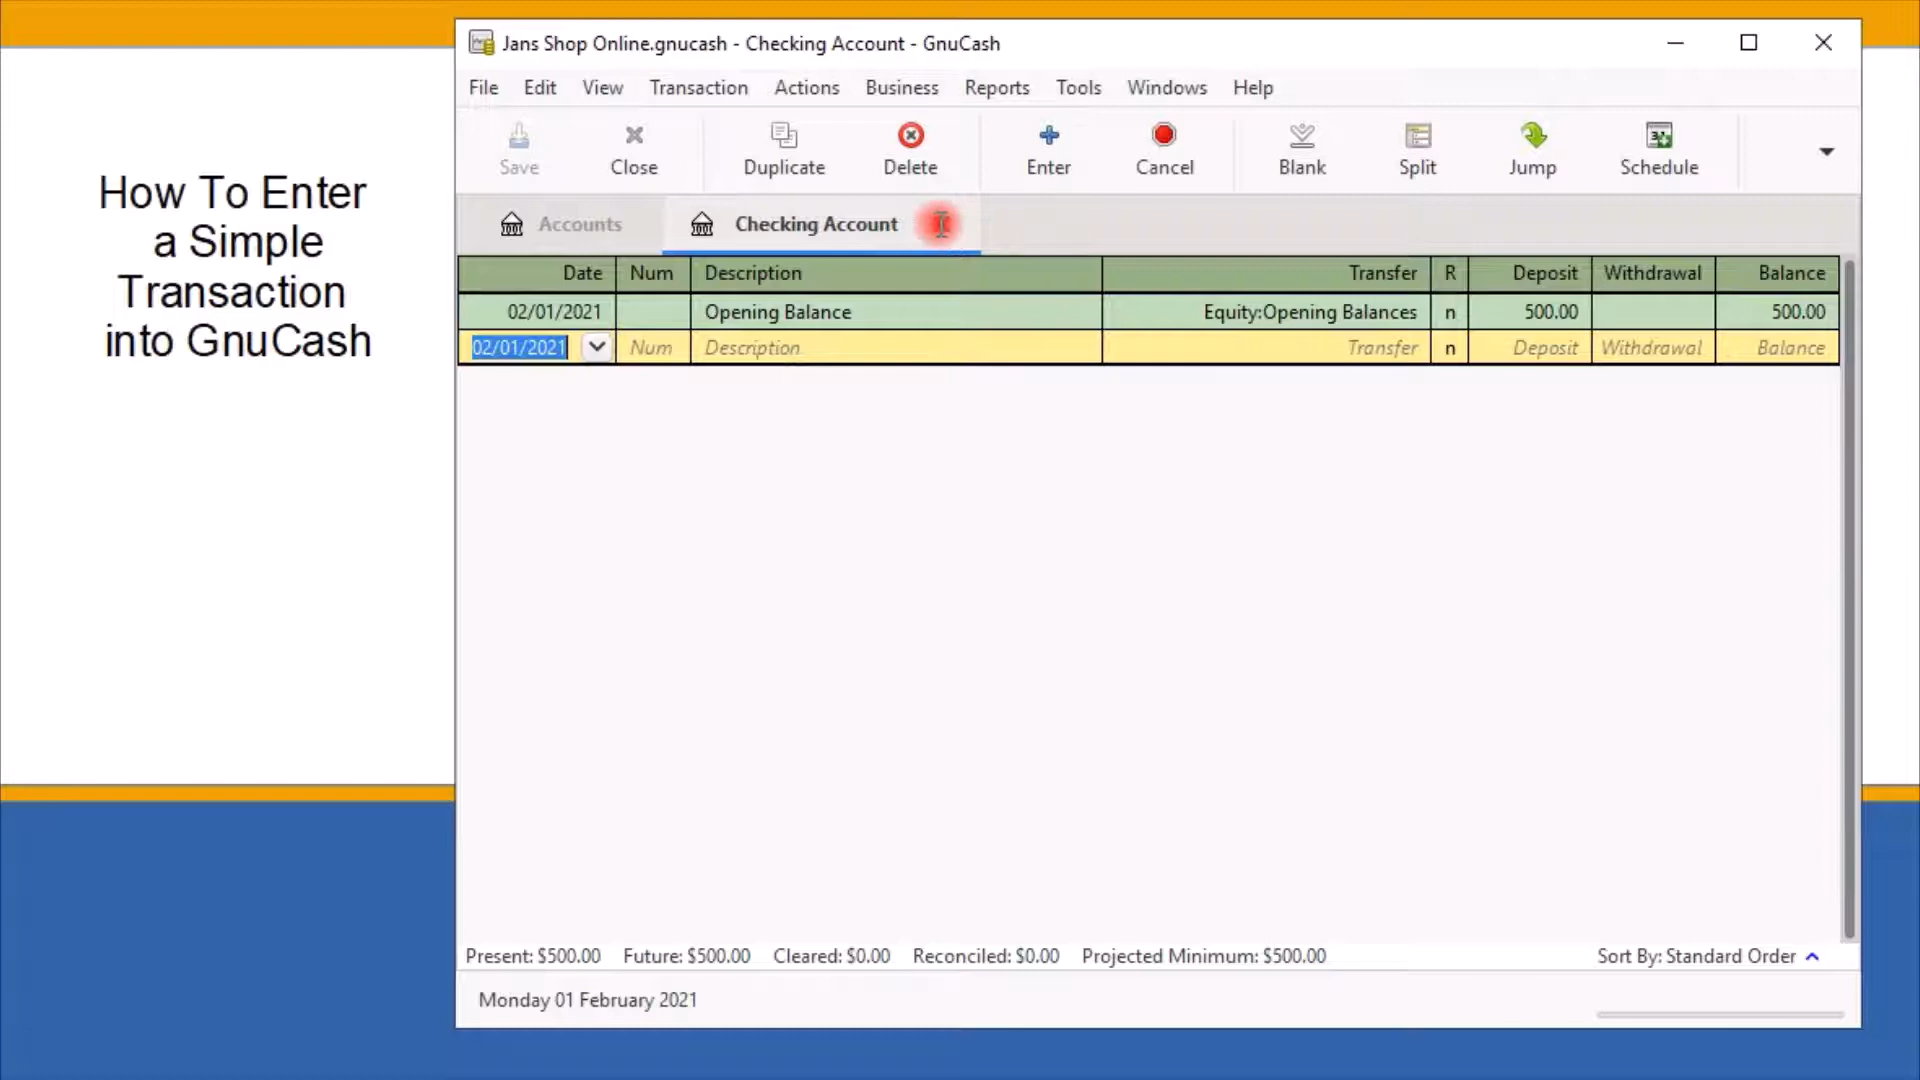 How To Enter
a Simple
Transaction
into GnuCash
Jans Shop Online.gnucash - Checking Account - GnuCash
File Edit View Transaction Actions Business Reports Tools Windows Help
Save Close Duplicate Delete Enter Cancel Blank Split Jump Schedule
Accounts Checking Account
Date Num Description Transfer R Deposit Withdrawal Balance
02/01/2021 Opening Balance Equity:Opening Balances n 500.00 500.00
02/01/2021 Num Description Transfer n Deposit Withdrawal Balance
Present: $500.00 Future: $500.00 Cleared: $0.00 Reconciled: $0.00 Projected Minimum: $500.00 Sort By: Standard Order
Monday 01 February 2021